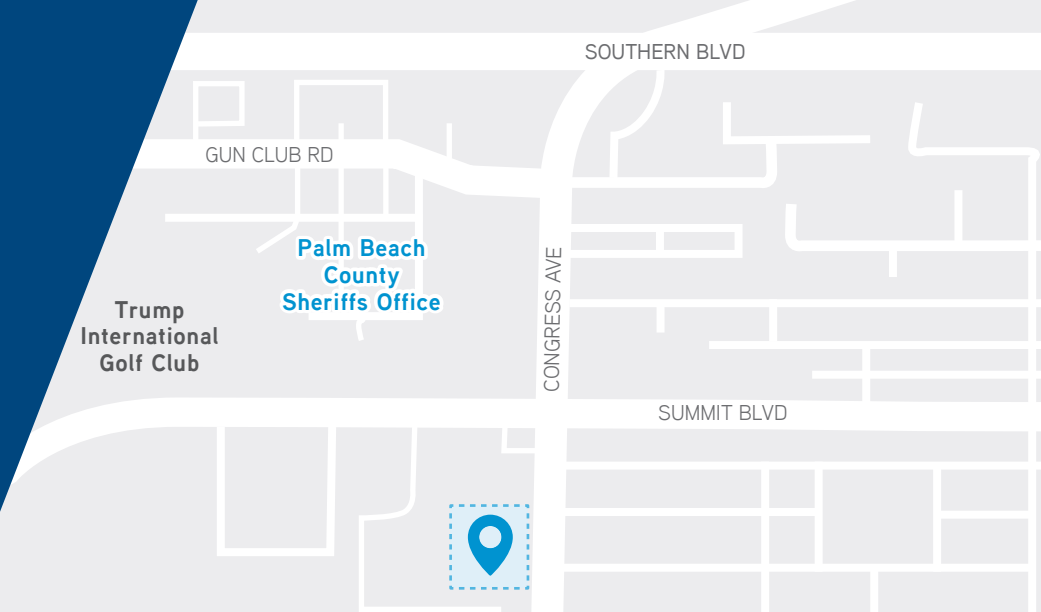 SOUTHERN BLVD
GUN CLUB RD
Palm Beach
County
Sheriffs Office
CONGRESS AVE
Trump
International
Golf Club
SUMMIT BLVD